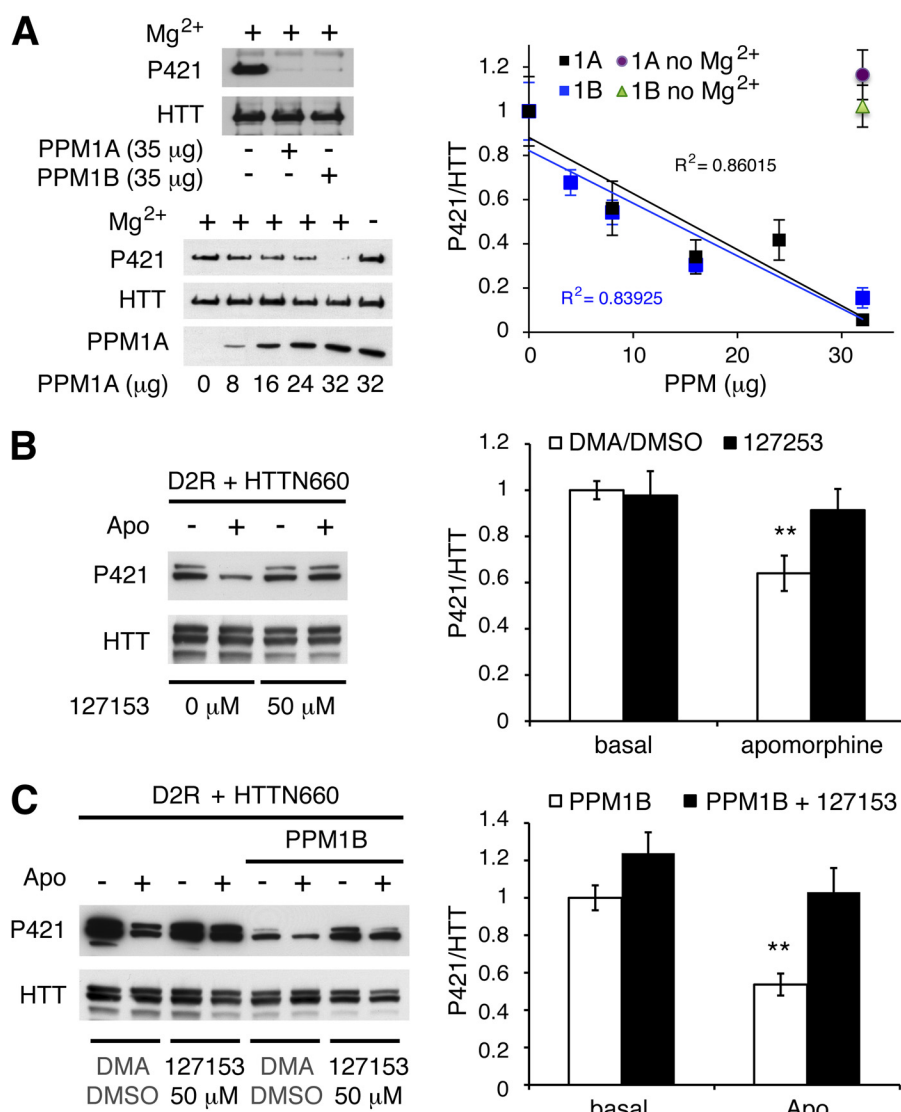 A
Mg2+ + + +
P421
HTT
PPM1A (35 μg) - + -
PPM1B (35 μg) - - +
Mg2+ + + + + + -
P421
HTT
PPM1A
PPM1A (μg) 0 8 16 24 32 32
1A 1A no Mg2+
1B 1B no Mg2+
1.2
1
0.8
0.6
0.4
0.2
0
P421/HTT
R2= 0.86015
R2= 0.83925
0 10 20 30
PPM (μg)
B
D2R + HTTN660
Apo - + - +
P421
HTT
127153 0 μM 50 μM
DMA/DMSO 127253
1.2
1
0.8
0.6
0.4
0.2
0
P421/HTT
**
basal apomorphine
C
D2R + HTTN660
PPM1B
Apo - + - + - + - +
P421
HTT
DMA 127153 DMA 127153
DMSO 50 μM DMSO 50 μM
PPM1B PPM1B + 127153
1.4
1.2
1.0
0.8
0.6
0.4
0.2
0
P421/HTT
**
basal Apo